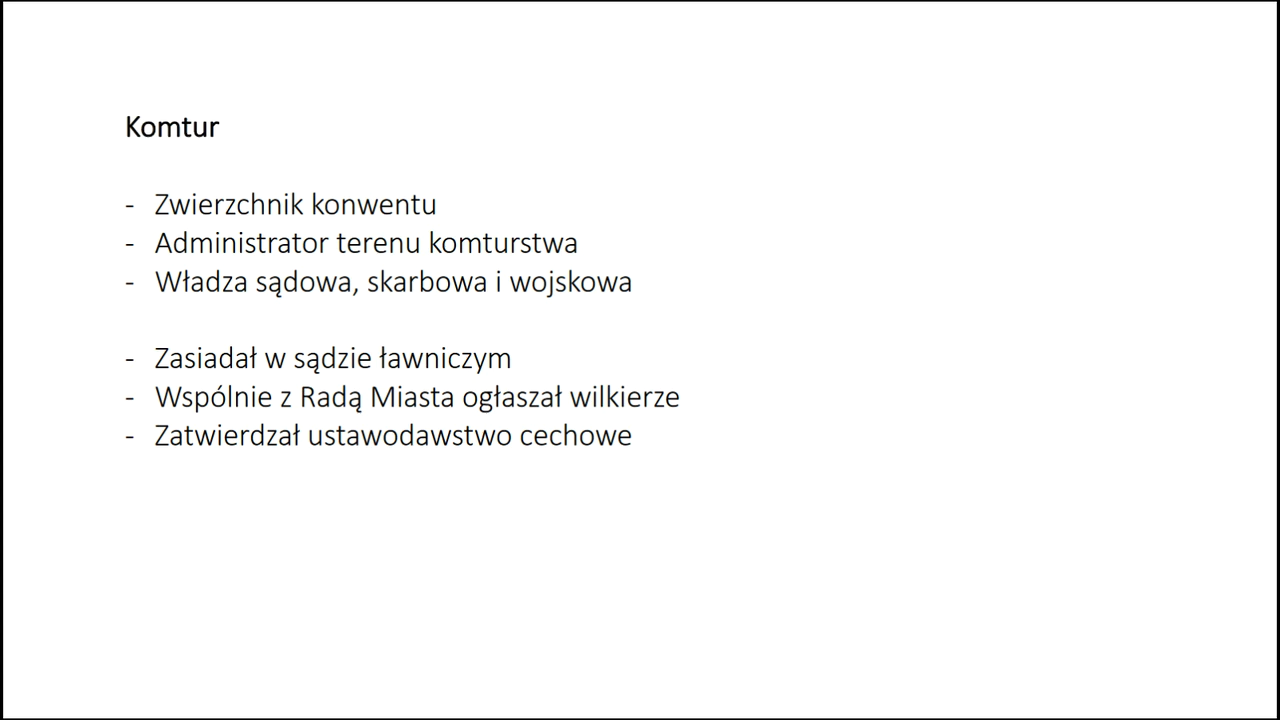 Komtur
- Zwierzchnik konwentu
- Administrator terenu komturstwa
- Władza sądowa, skarbowa i wojskowa
- Zasiadał w sądzie ławniczym
- Wspólnie z Radą Miasta ogłaszał wilkierze
- Zatwierdzał ustawodawstwo cechowe